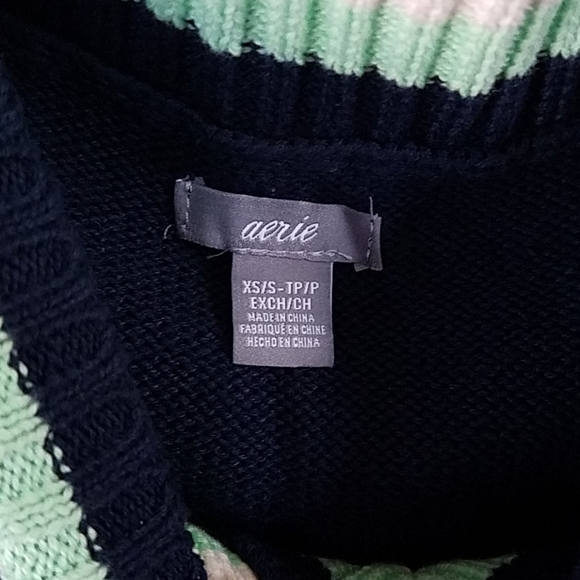 aerie
XS/S-TP/P
EXCH/CH
MADE IN CHINA
FABRIQUÉ EN CHINE
HECHO EN CHINA